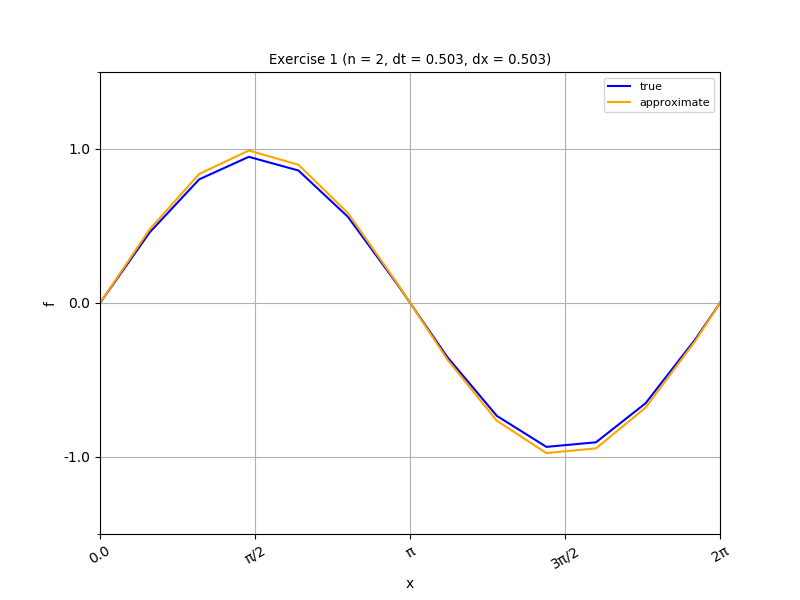 Exercise 1 (n = 2, dt = 0.503, dx = 0.503)
true
approximate
1.0
0.0
-1.0
f
0.0
π/2
π
3π/2
2π
x